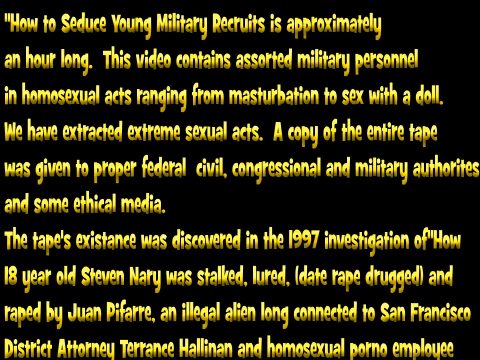 "How to Seduce Young Military Recruits is approximately
an hour long. This video contains assorted military personnel
in homosexual acts ranging from masturbation to sex with a doll.
We have extracted extreme sexual acts. A copy of the entire tape
was given to proper federal civil, congressional and military authorites
and some ethical media.
The tape's existance was discovered in the 1997 investigation of"How
18 year old Steven Nary was stalked, lured, (date rape drugged) and
raped by Juan Pifarre, an illegal alien long connected to San Francisco
District Attorney Terrance Hallinan and homosexual porno employee